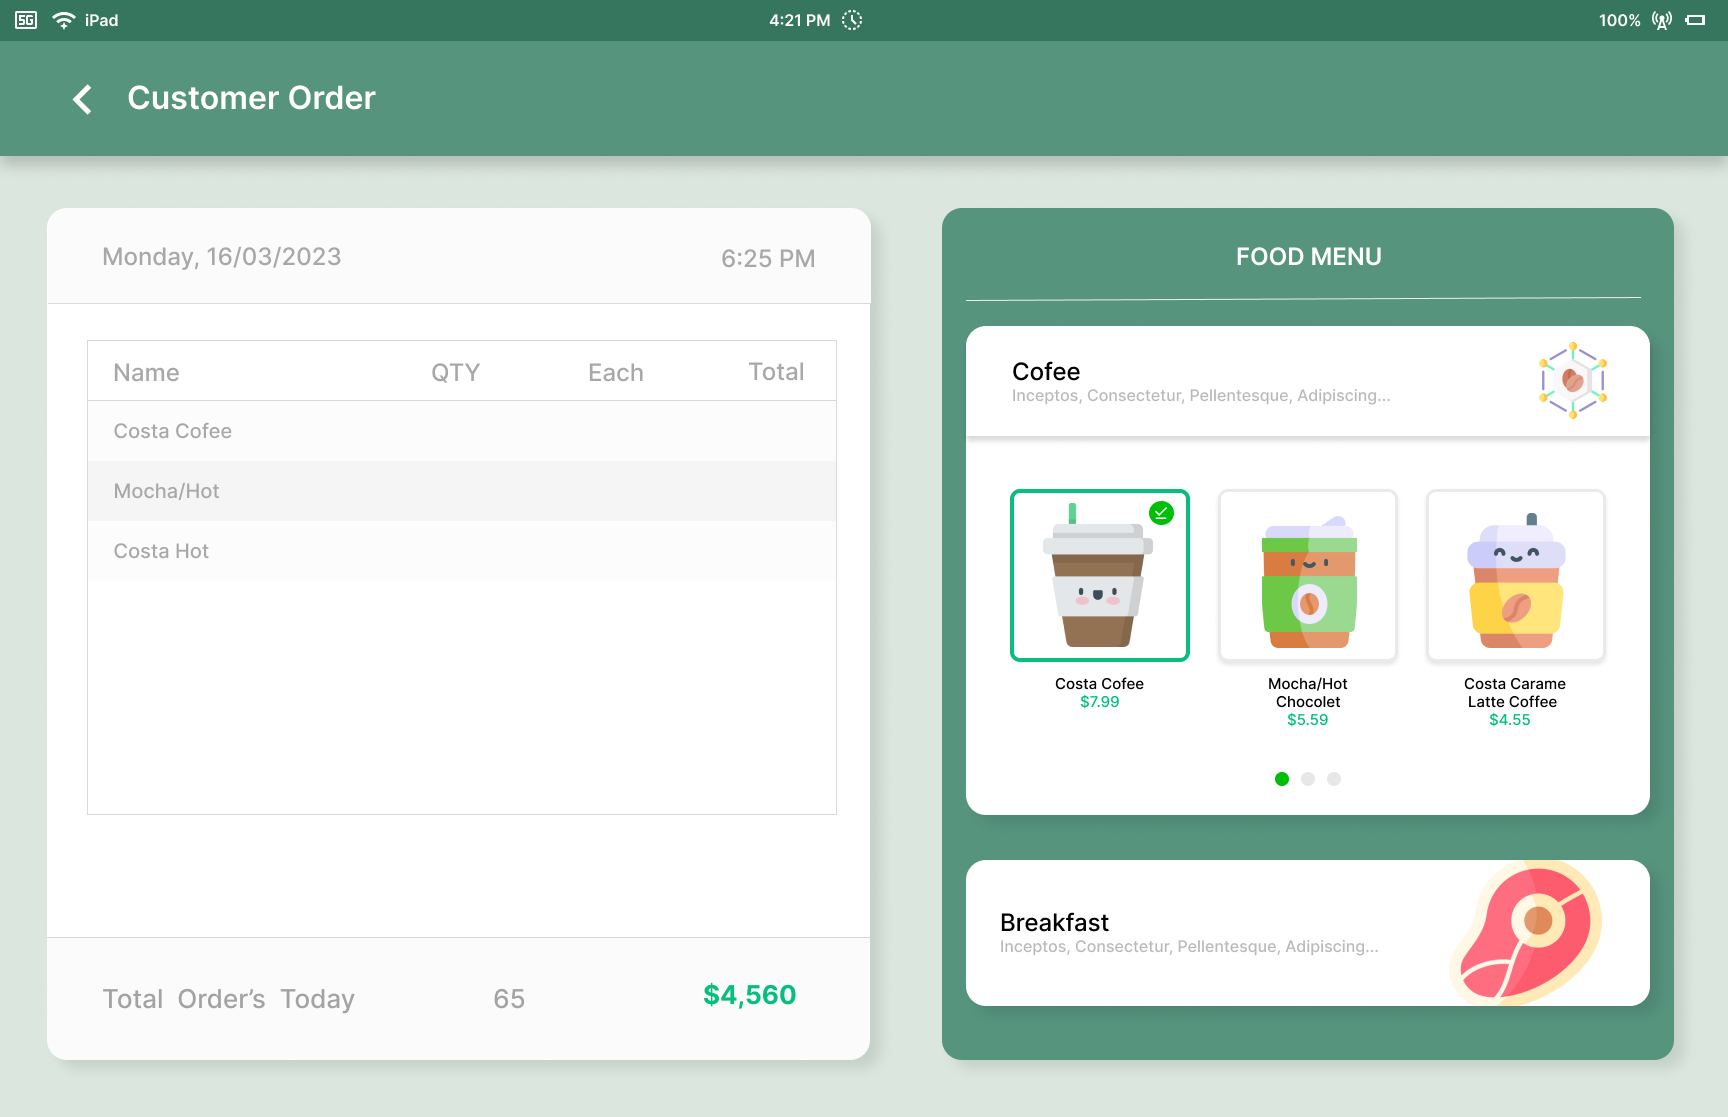 5G iPad
4:21 PM
100%
Customer Order
Monday, 16/03/2023
6:25 PM
Name QTY Each Total
Costa Cofee
Mocha/Hot
Costa Hot
Total Order's Today 65 $4,560
FOOD MENU
Cofee
Inceptos, Consectetur, Pellentesque, Adipiscing...
Costa Cofee
$7.99
Mocha/Hot
Chocolet
$5.59
Costa Carame
Latte Coffee
$4.55
Breakfast
Inceptos, Consectetur, Pellentesque, Adipiscing...